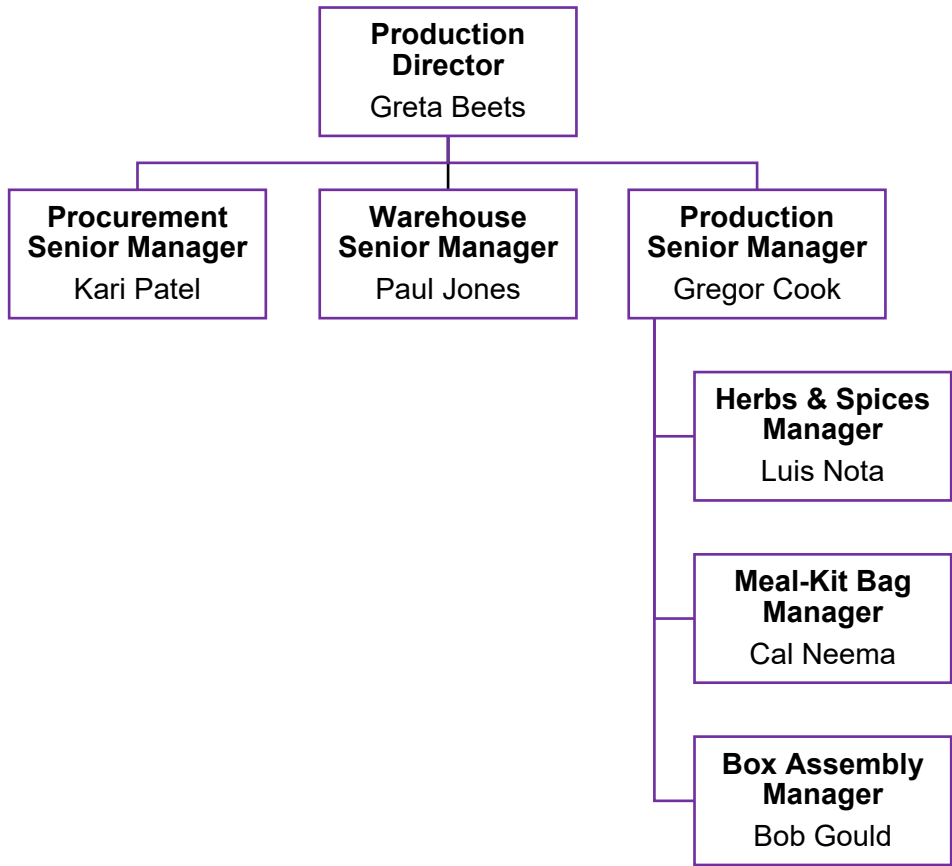 Production
Director
Greta Beets
Procurement
Senior Manager
Kari Patel
Warehouse
Senior Manager
Paul Jones
Production
Senior Manager
Gregor Cook
Herbs & Spices
Manager
Luis Nota
Meal-Kit Bag
Manager
Cal Neema
Box Assembly
Manager
Bob Gould